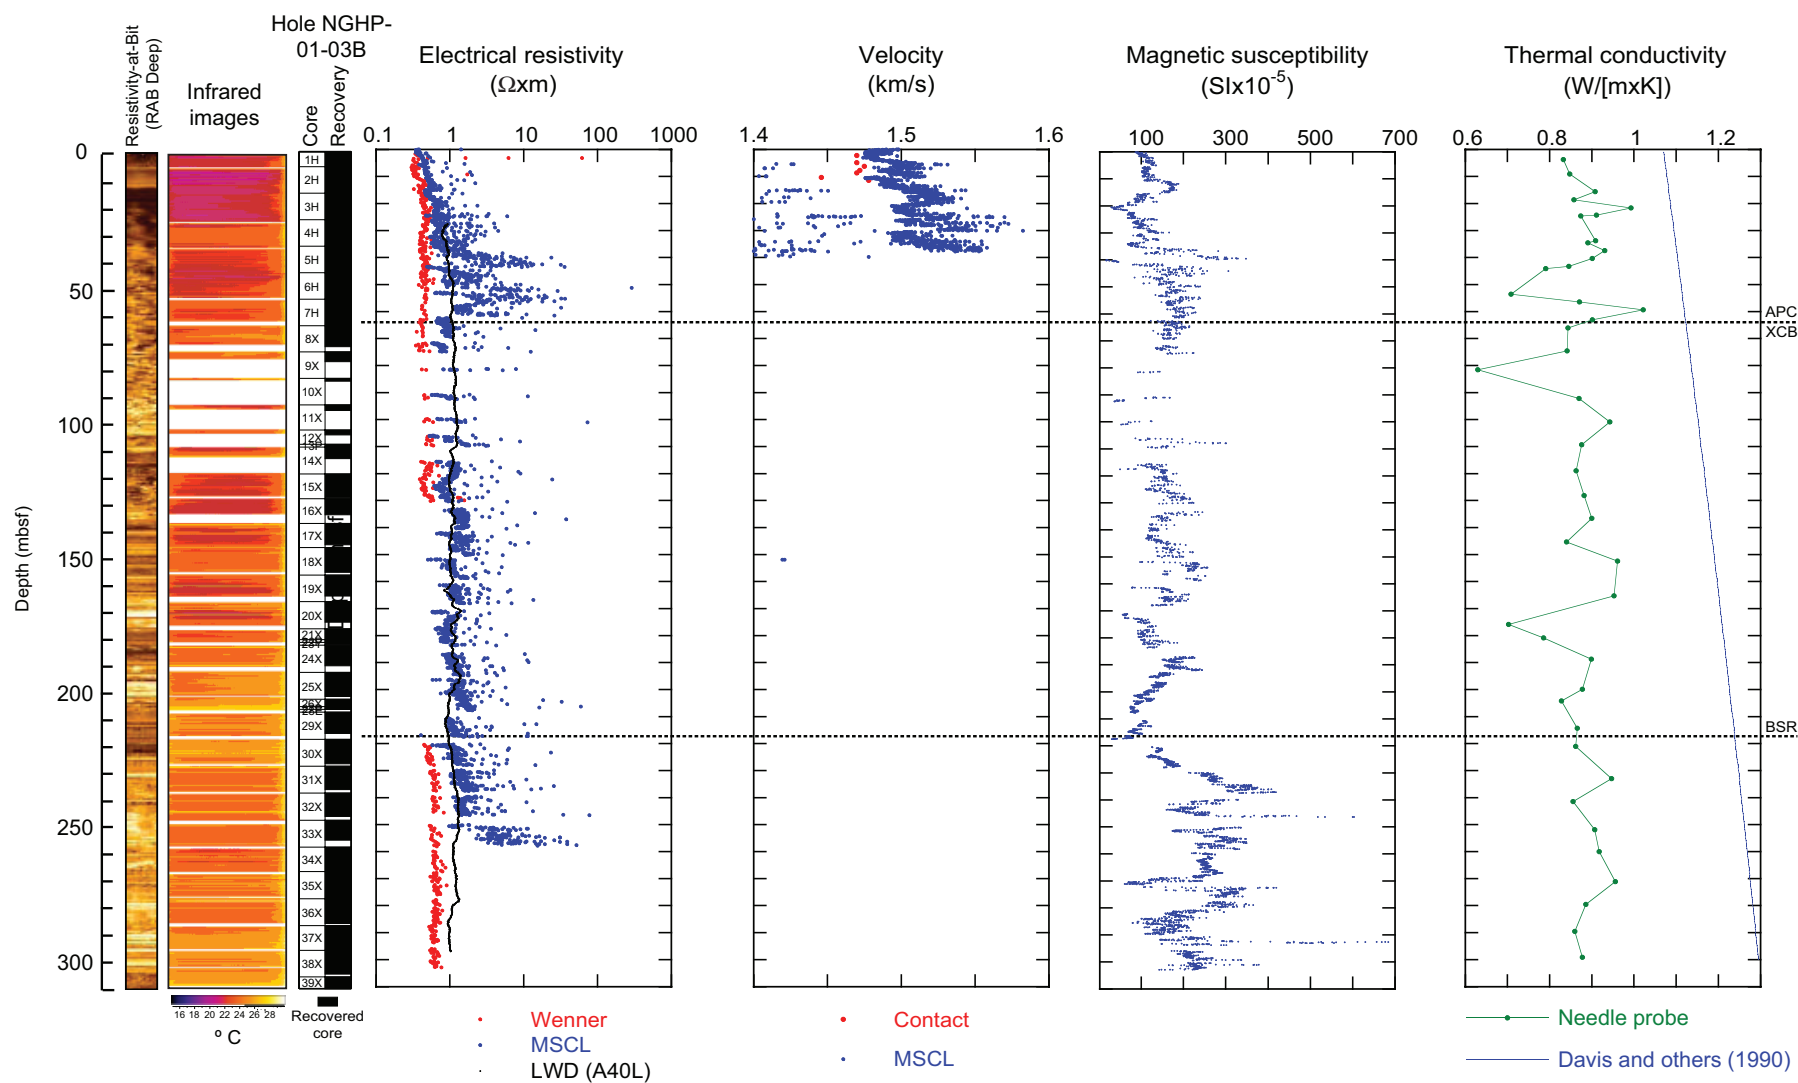 Hole NGHP-
01-03B
Resistivity-at-Bit
(RAB Deep)
Infrared
images
Core
Recovery
Electrical resistivity
(Ωxm)
Velocity
(km/s)
Magnetic susceptibility
(SIx10-5)
Thermal conductivity
(W/[mxK])
0.1 1 10 100 1000
1.4 1.5 1.6
100 300 500 700
0.6 0.8 1 1.2
Depth (mbsf)
0
50
100
150
200
250
300
1H
2H
3H
4H
5H
6H
7H
8X
9X
10X
11X
12X
13P
14X
15X
16X
17X
18X
19X
20X
21X
24X
25X
26X
29X
30X
31X
32X
33X
34X
35X
36X
37X
38X
39X
APC
XCB
BSR
16 18 20 22 24 26 28
º C
Recovered
core
Wenner
MSCL
LWD (A40L)
Contact
MSCL
Needle probe
Davis and others (1990)